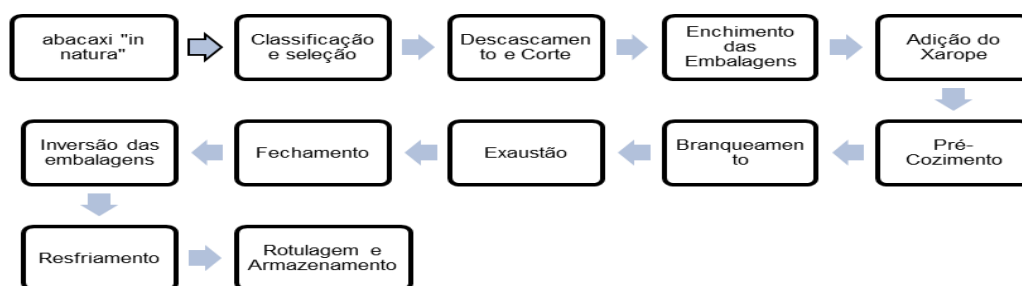 abacaxi "in
natura"
Classificação
e seleção
Descascamen
to e Corte
Enchimento
das
Embalagens
Adição do
Xarope
Pré-
Cozimento
Branqueamen
to
Exaustão
Fechamento
Inversão das
embalagens
Resfriamento
Rotulagem e
Armazenamento